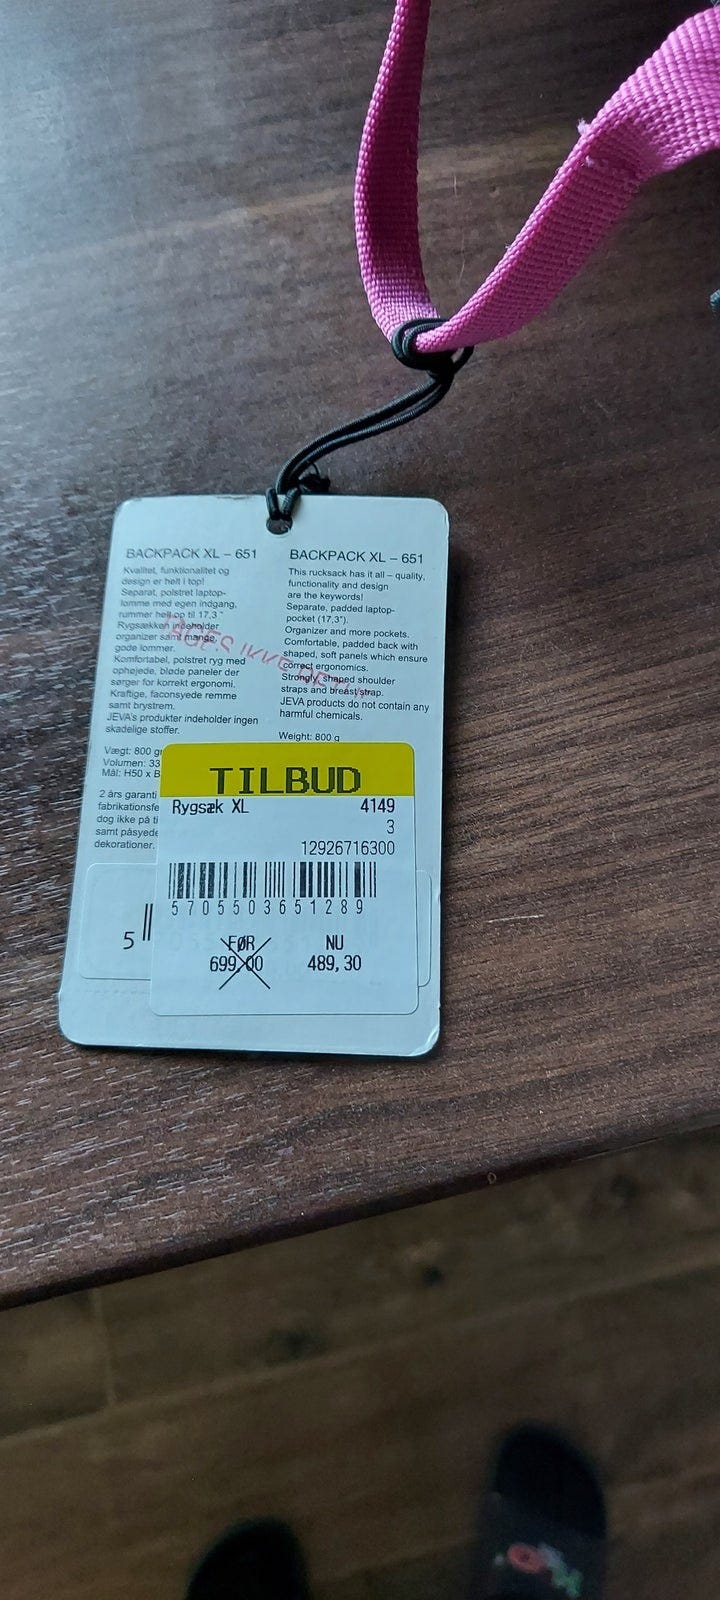 BACKPACK XL – 651
Kvalitet, funktionalitet og
design er helt i top!
Separat, polstret laptop-
lomme med egen indgang,
rummer helt op til 17,3"
Rygsækken indeholder
organizer samt mange,
gode lommer.
Komfortabel, polstret ryg med
ophøjede, bløde paneler der
sørger for korrekt ergonomi.
Kraftige, faconsyede remme
samt brystrem.
JEVA's produkter indeholder ingen
skadelige stoffer.
Vægt: 800 gr
Volumen: 33
Mål: H50 x B
2 års garanti
fabrikationsfe
dog ikke på
samt påsyede
dekorationer.
BACKPACK XL – 651
This rucksack has it all – quality,
functionality and design
are the keywords!
Separate, padded laptop-
pocket (17,3").
Organizer and more pockets.
Comfortable, padded back with
shaped, soft panels which ensure
correct ergonomics.
Strongly, shaped shoulder
straps and breast strap.
JEVA products do not contain any
harmful chemicals.
Weight: 800 g
IKKE
TILBUD
Rygsæk XL 4149
3
12926716300
5705503651289
FØR NU
699,00 489,30
5